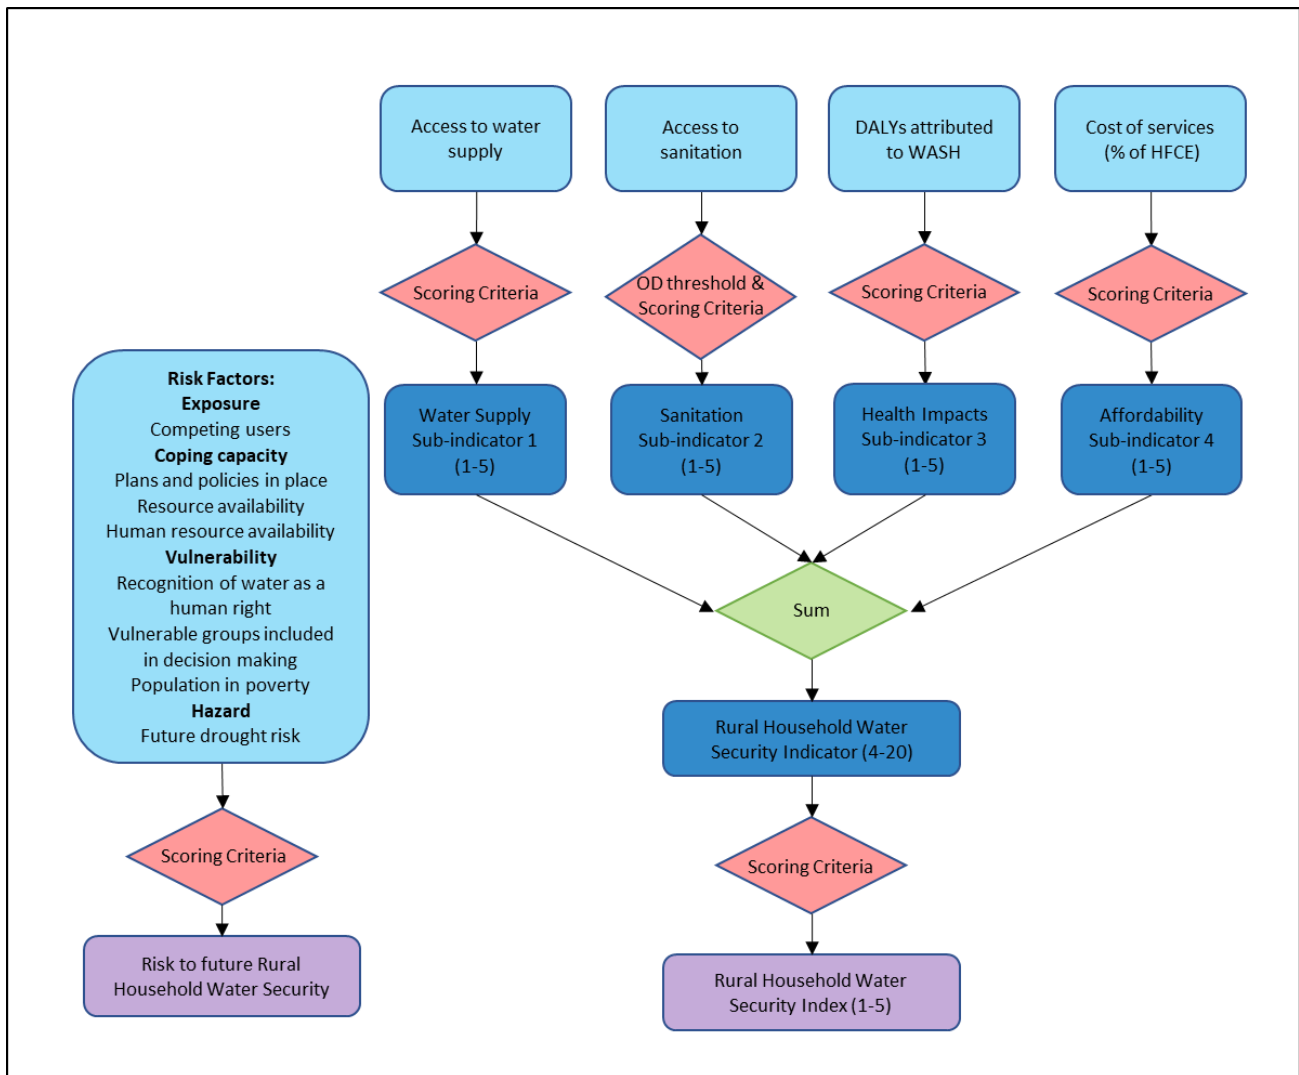 Access to water
supply
Access to
sanitation
DALYs attributed
to WASH
Cost of services
(% of HFCE)
Scoring Criteria
OD threshold &
Scoring Criteria
Scoring Criteria
Scoring Criteria
Water Supply
Sub-indicator 1
(1-5)
Sanitation
Sub-indicator 2
(1-5)
Health Impacts
Sub-indicator 3
(1-5)
Affordability
Sub-indicator 4
(1-5)
Sum
Rural Household Water
Security Indicator (4-20)
Scoring Criteria
Rural Household Water
Security Index (1-5)
Risk Factors:
Exposure
Competing users
Coping capacity
Plans and policies in place
Resource availability
Human resource availability
Vulnerability
Recognition of water as a
human right
Vulnerable groups included
in decision making
Population in poverty
Hazard
Future drought risk
Scoring Criteria
Risk to future Rural
Household Water Security